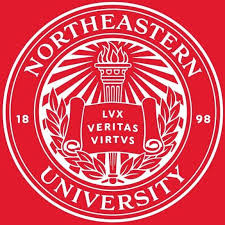 NORTHEASTERN
LVX
VERITAS
VIRTVS
18 98
UNIVERSITY